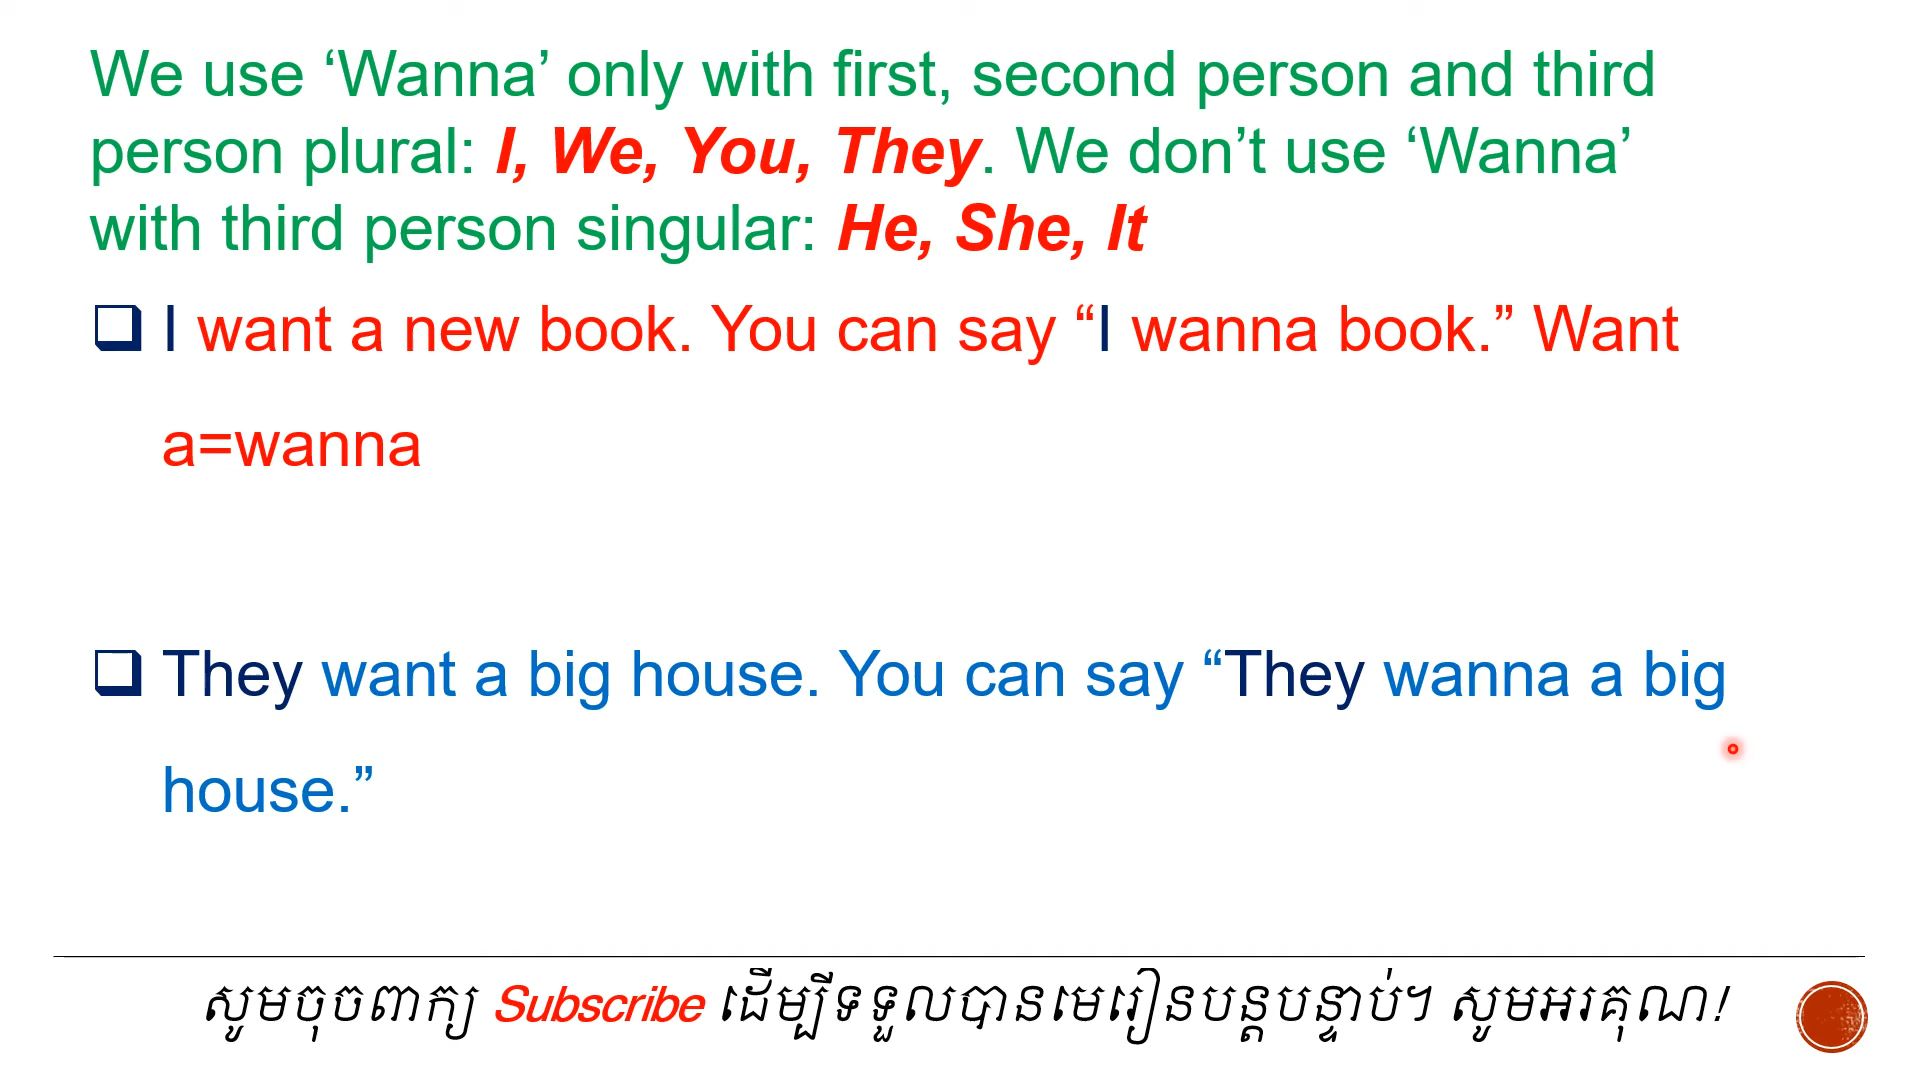 We use ‘Wanna’ only with first, second person and third
person plural: I, We, You, They. We don’t use ‘Wanna’
with third person singular: He, She, It
I want a new book. You can say “I wanna book.” Want
a=wanna
They want a big house. You can say “They wanna a big
house.”
សូមចុចពាក្យ Subscribe ដើម្បីទទួលបានមេរៀនបន្តបន្ទាប់។ សូមអរគុណ!